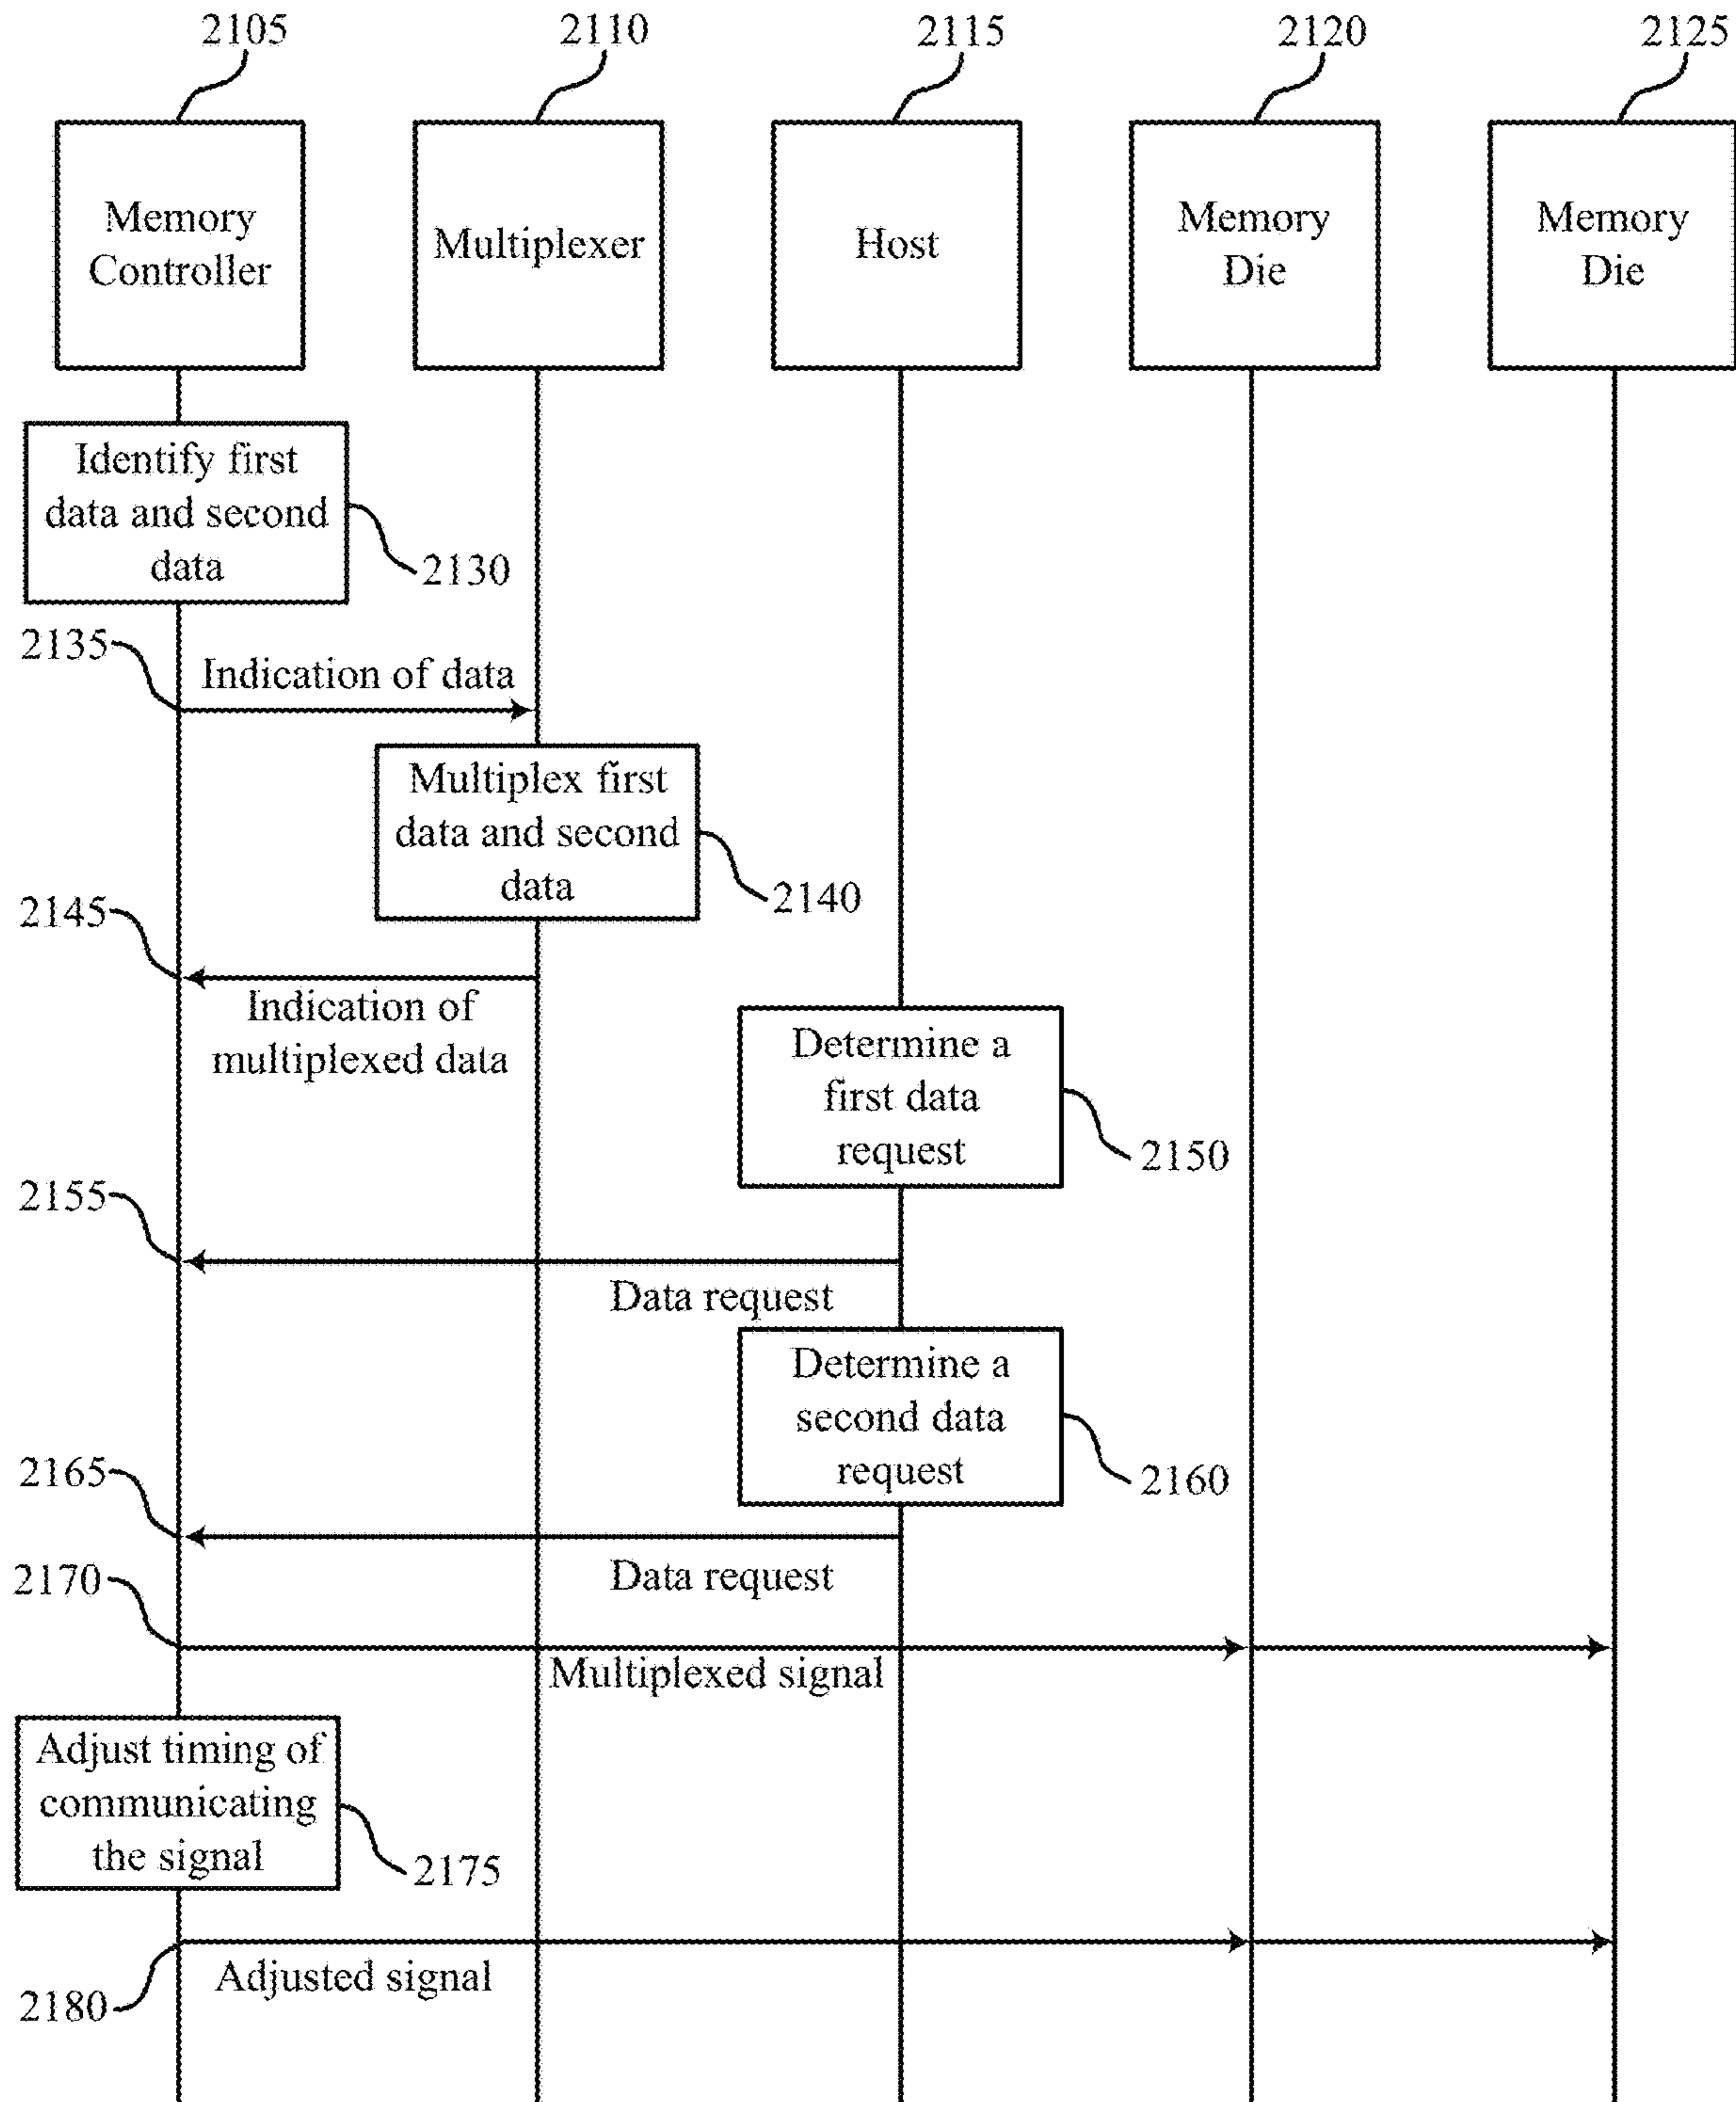 2105
2110
2115
2120
2125
Memory
Controller
Multiplexer
Host
Memory
Die
Memory
Die
Identify first
data and second
data
2130
2135
Indication of data
Multiplex first
data and second
data
2140
2145
Indication of
multiplexed data
Determine a
first data
request
2150
2155
Data request
Determine a
second data
request
2160
2165
Data request
2170
Multiplexed signal
Adjust timing of
communicating
the signal
2175
Adjusted signal
2180